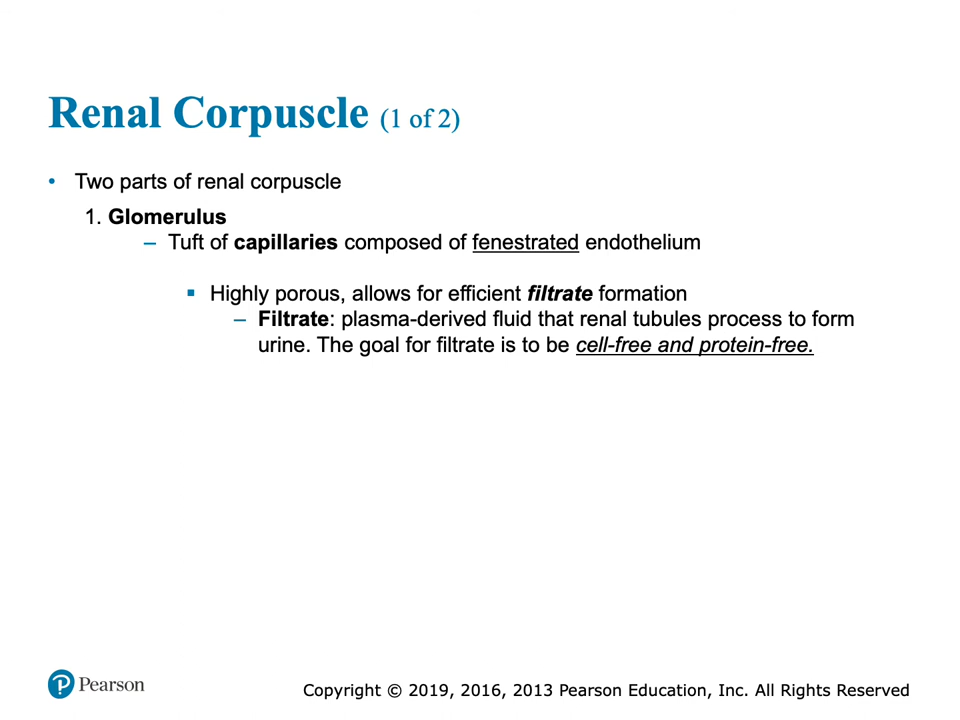 Renal Corpuscle (1 of 2)
• Two parts of renal corpuscle
1. Glomerulus
– Tuft of capillaries composed of fenestrated endothelium
▪ Highly porous, allows for efficient filtrate formation
– Filtrate: plasma-derived fluid that renal tubules process to form
urine. The goal for filtrate is to be cell-free and protein-free.
Pearson
Copyright © 2019, 2016, 2013 Pearson Education, Inc. All Rights Reserved